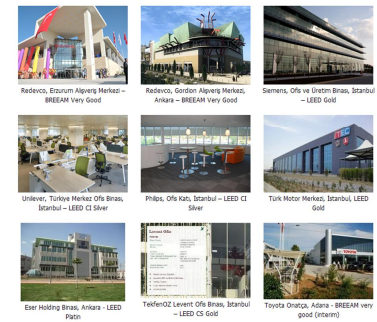 Redevco, Erzurum Alışveriş Merkezi –
BREEAM Very Good
Redevco, Gordion Alışveriş Merkezi,
Ankara – BREEAM Very Good
Siemens, Ofis ve Üretim Binası, İstanbul
– LEED Gold
Unilever, Türkiye Merkez Ofis Binası,
İstanbul – LEED CI Silver
Philips, Ofis Katı, İstanbul – LEED CI
Silver
İTEC
Türk Motor Merkezi, İstanbul, LEED
Gold
Eser Holding Binası, Ankara - LEED
Platin
Levent Ofis
TekfenOZ Levent Ofis Binası, İstanbul
– LEED CS Gold
Toyota Onatça, Adana - BREEAM very
good (interim)